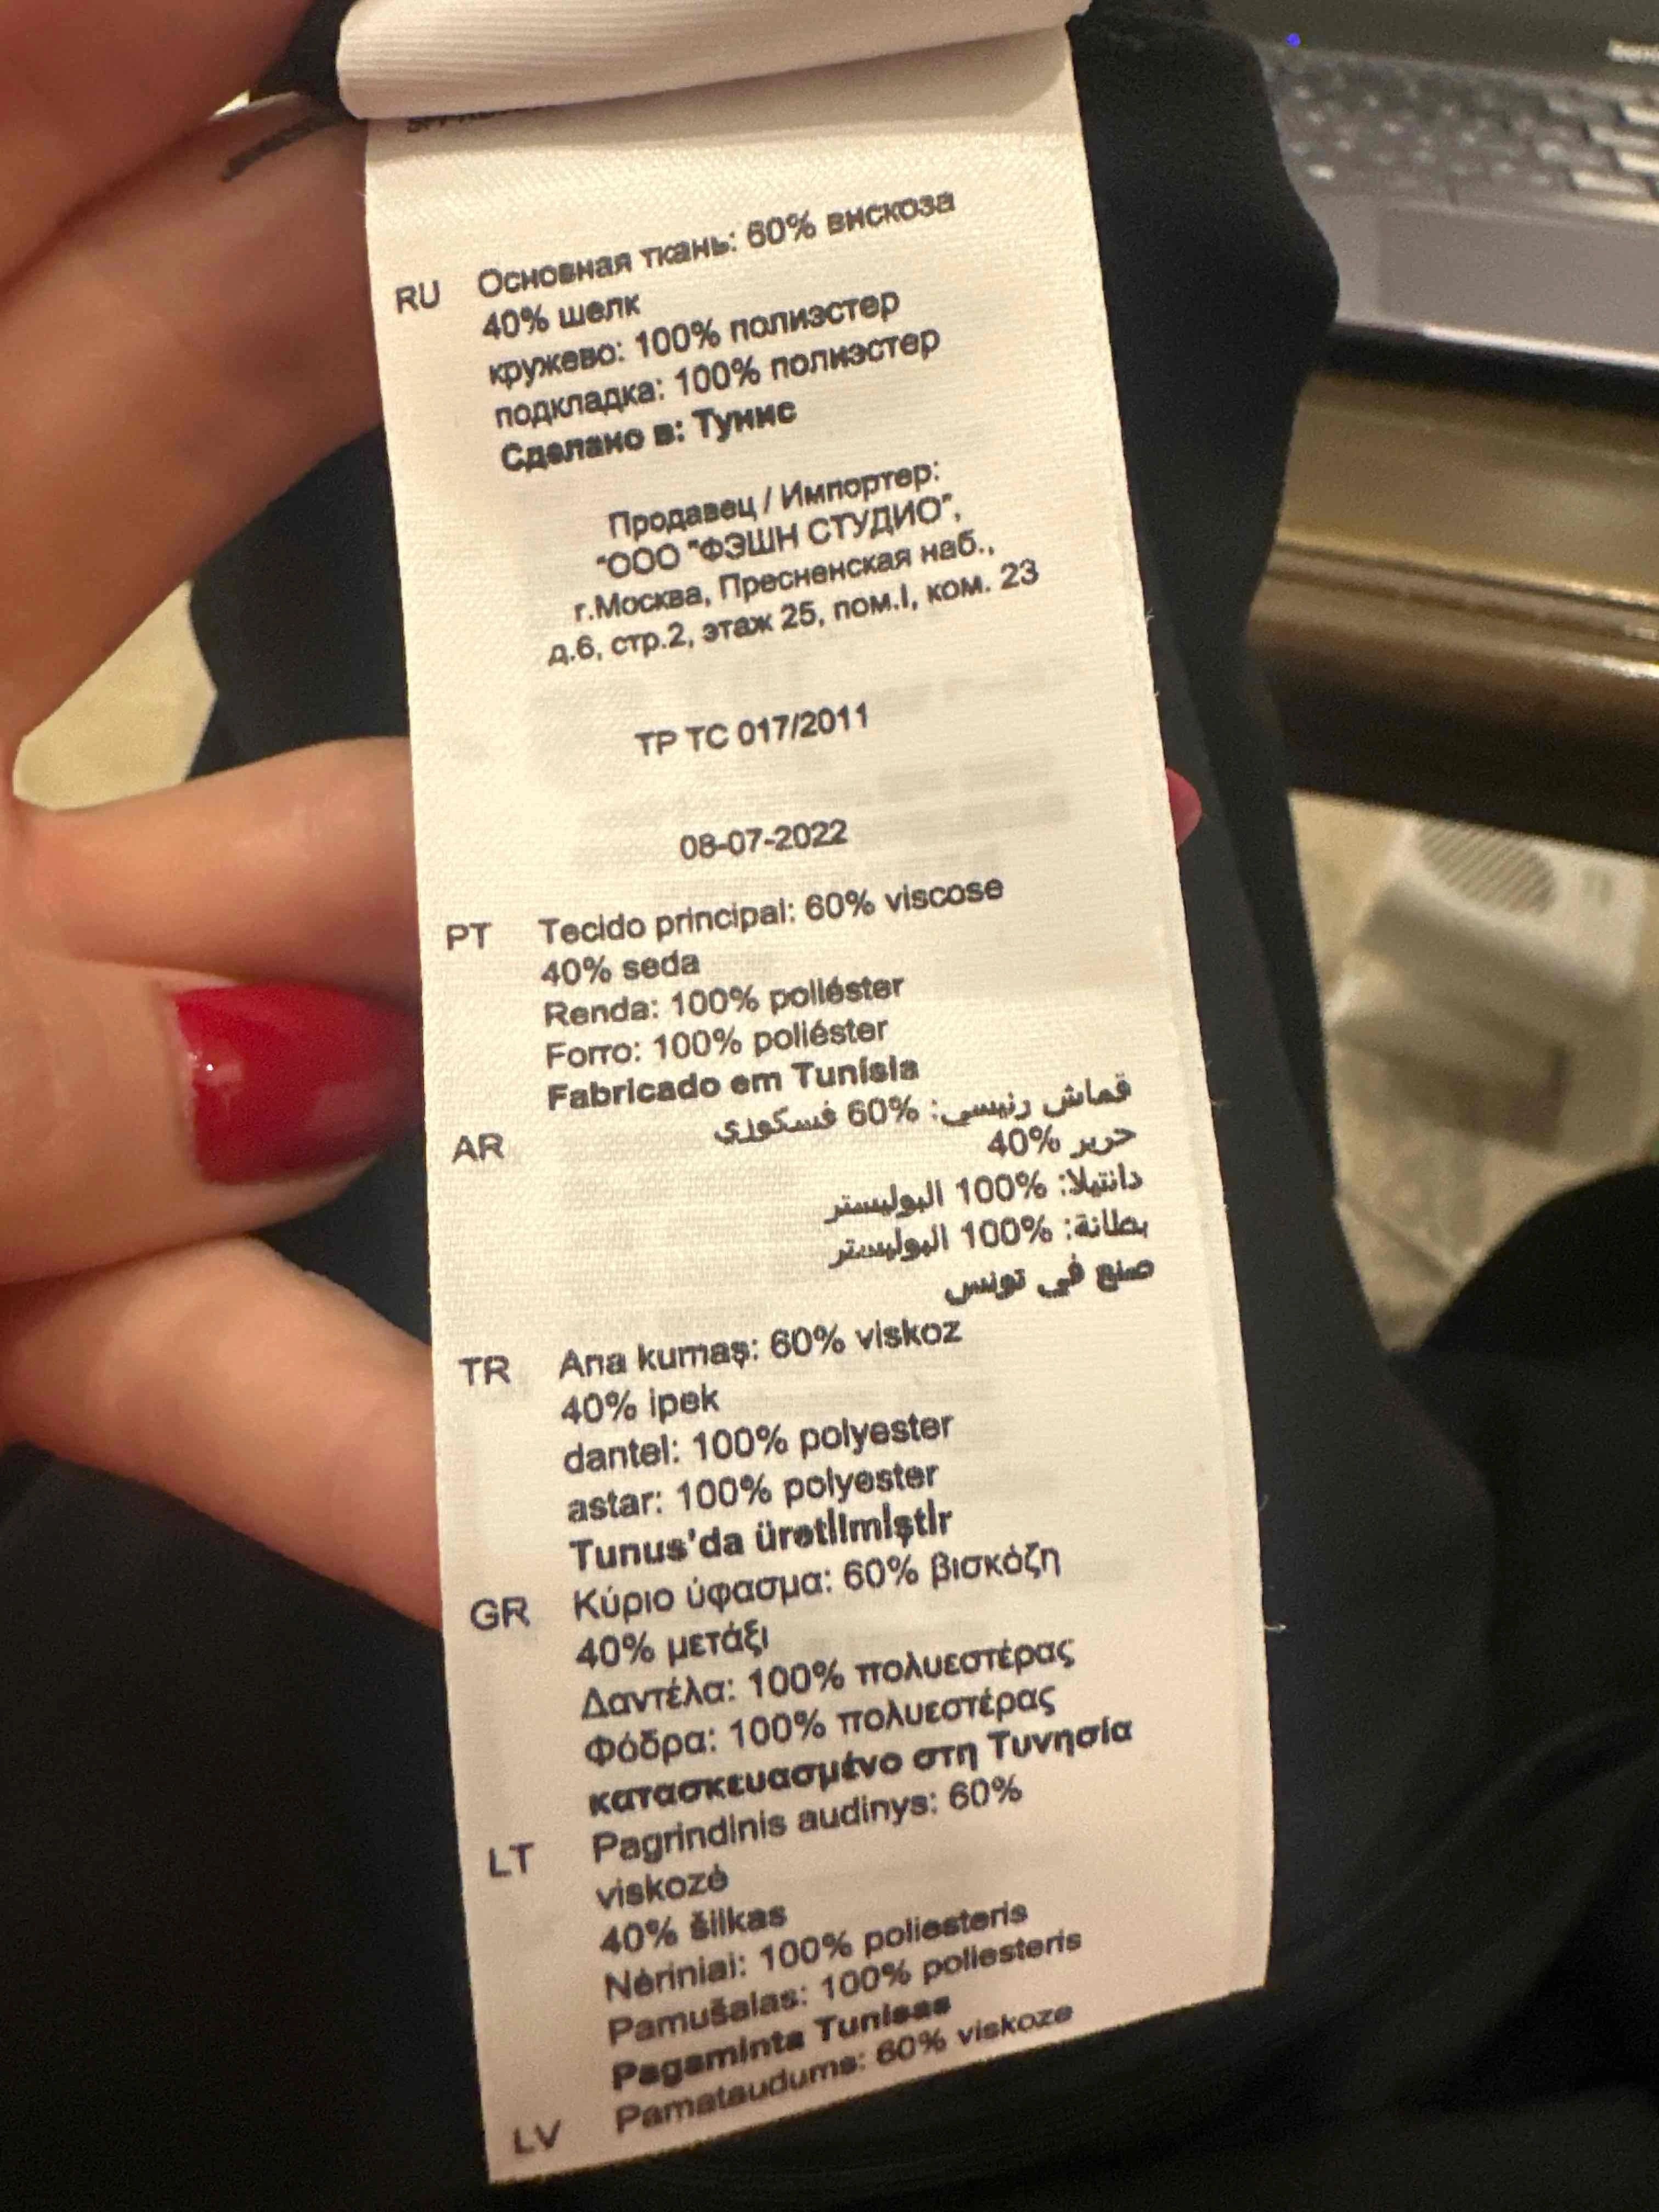 RU Основная ткань: 60% вискоза
40% шелк
кружево: 100% полиэстер
подкладка: 100% полиэстер
Сделано в: Тунис
Продавец / Импортер:
"ООО "ФЭШН СТУДИО",
г.Москва, Пресненская наб.,
д.6, стр.2, этаж 25, пом.I, ком. 23
ТР ТС 017/2011
08-07-2022
PT Tecido principal: 60% viscose
40% seda
Renda: 100% poliéster
Forro: 100% poliéster
Fabricado em Tunísia
AR قماش رئيسي: %60 فسكوزي
حرير %40
دانتيلا: %100 البوليستر
بطانة: %100 البوليستر
صنع في تونس
TR Ana kumaş: 60% viskoz
40% ipek
dantel: 100% polyester
astar: 100% polyester
Tunus'da üretilmiştir
GR Κύριο ύφασμα: 60% βισκόζη
40% μετάξι
Δαντέλα: 100% πολυεστέρας
Φόδρα: 100% πολυεστέρας
κατασκευασμένο στη Τυνησία
LT Pagrindinis audinys: 60%
viskozė
40% šilkas
Nėriniai: 100% poliesteris
Pamušalas: 100% poliesteris
Pagaminta Tunisas
LV Pamataudums: 60% viskoze